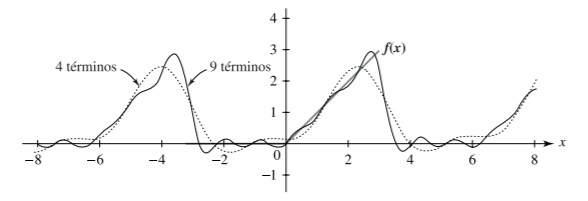 4
3
f(x)
4 términos
9 términos
2
1
x
−8 −6 −4 −2 0 2 4 6 8
−1